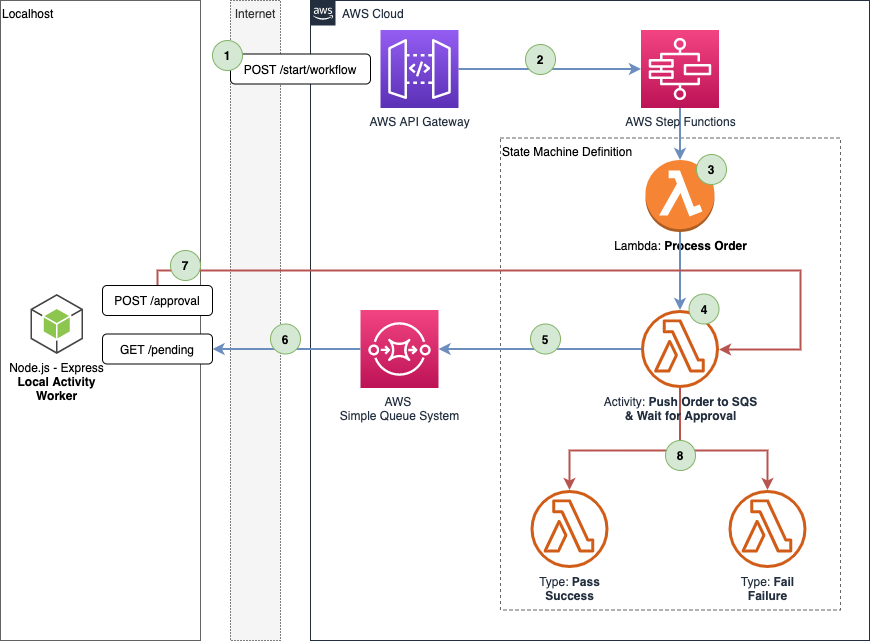 Localhost
Internet
aws
AWS Cloud
1
POST /start/workflow
2
AWS API Gateway
AWS Step Functions
State Machine Definition
3
Lambda: Process Order
7
POST /approval
4
GET /pending
6
5
Node.js - Express
Local Activity
Worker
AWS
Simple Queue System
Activity: Push Order to SQS
& Wait for Approval
8
Type: Pass
Success
Type: Fail
Failure